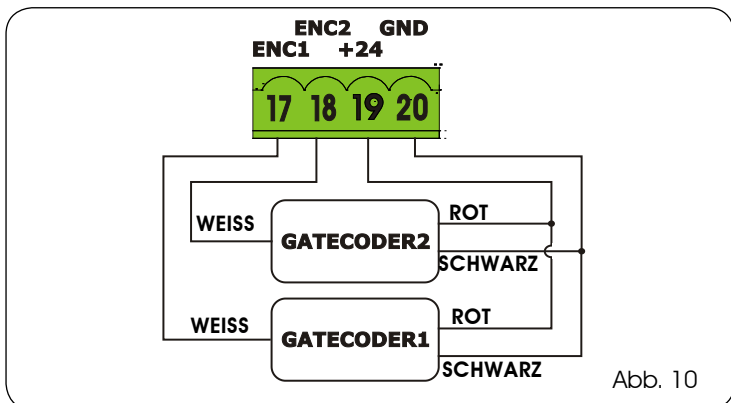 ENC2 GND
ENC1 +24
17 18 19 20
WEISS
ROT
GATECODER2
SCHWARZ
WEISS
ROT
GATECODER1
SCHWARZ
Abb. 10